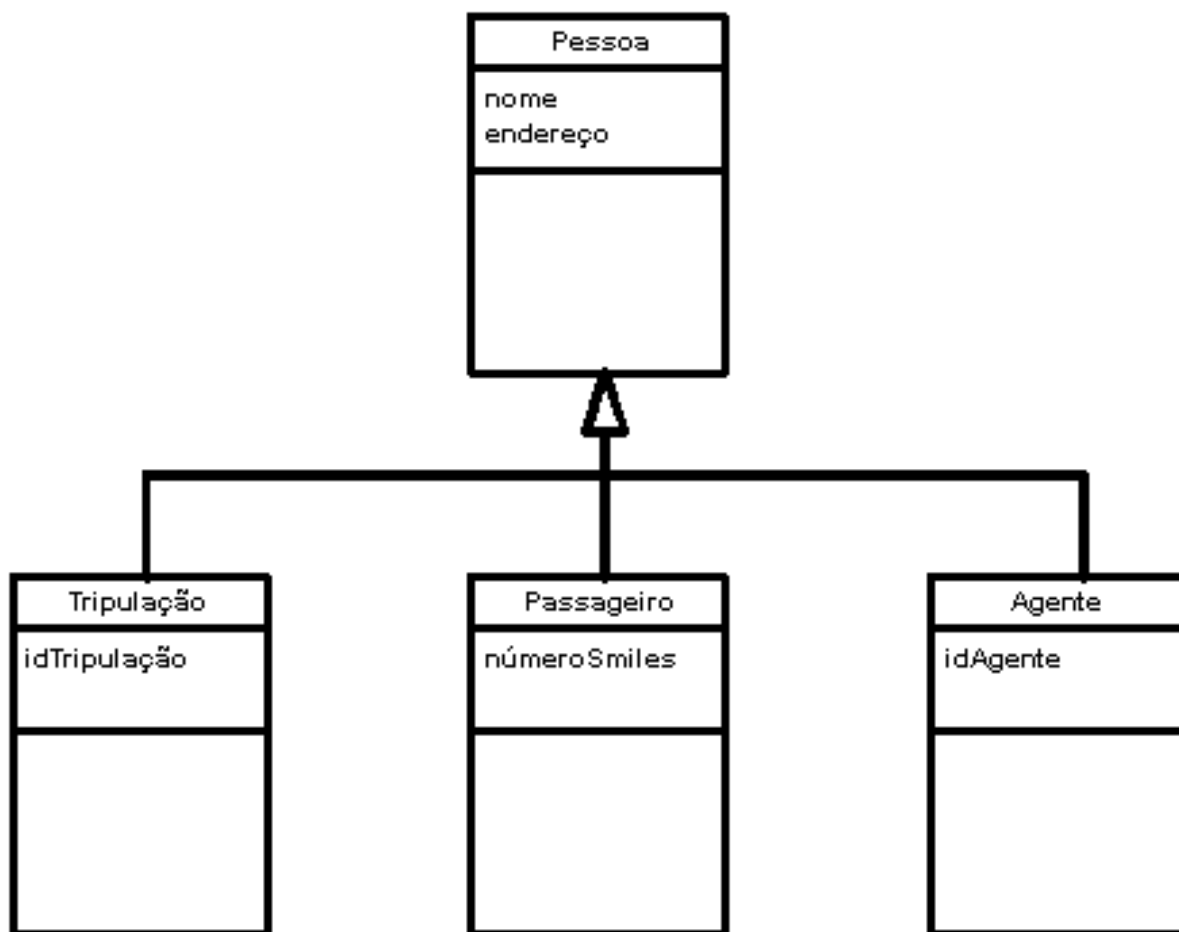 Pessoa
nome
endereço
Tripulação
idTripulação
Passageiro
númeroSmiles
Agente
idAgente